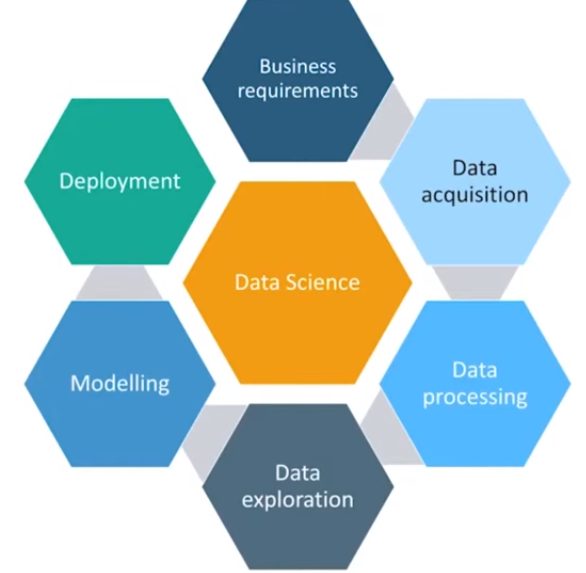 Business
requirements
Data
acquisition
Deployment
Data Science
Data
processing
Modelling
Data
exploration